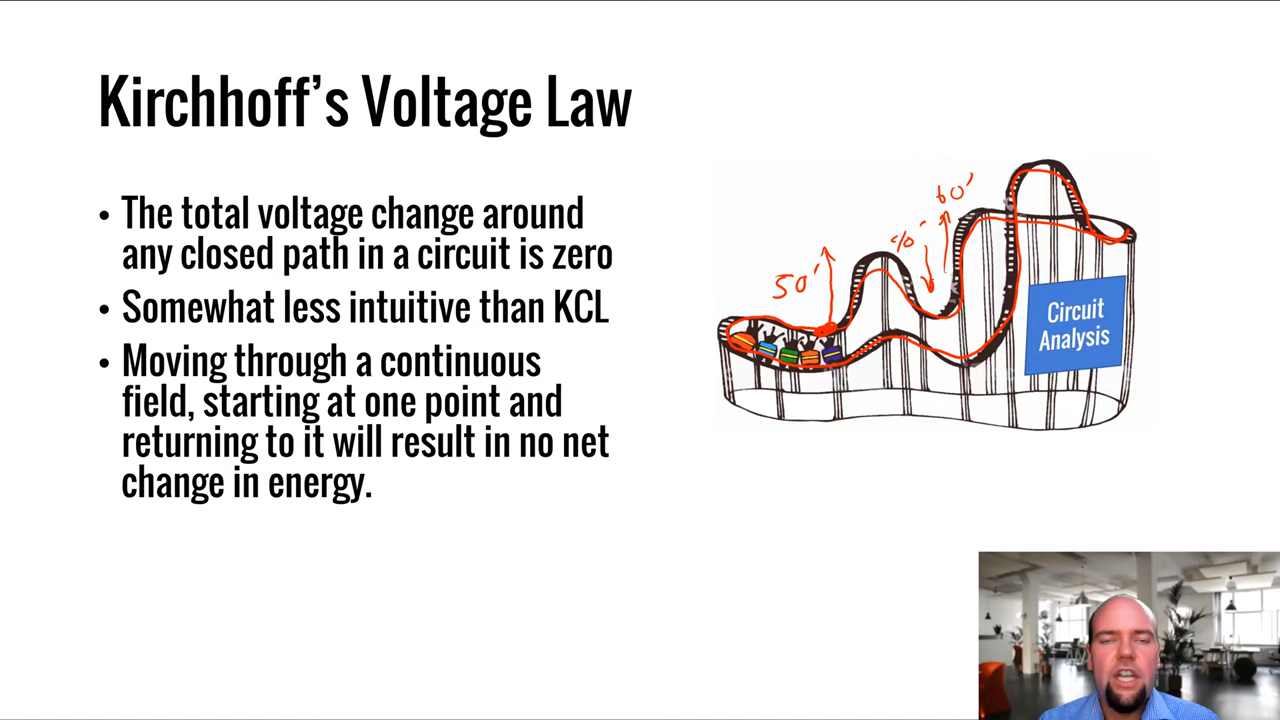 Kirchhoff’s Voltage Law
• The total voltage change around
any closed path in a circuit is zero
• Somewhat less intuitive than KCL
• Moving through a continuous
field, starting at one point and
returning to it will result in no net
change in energy.
50'
60'
Circuit
Analysis